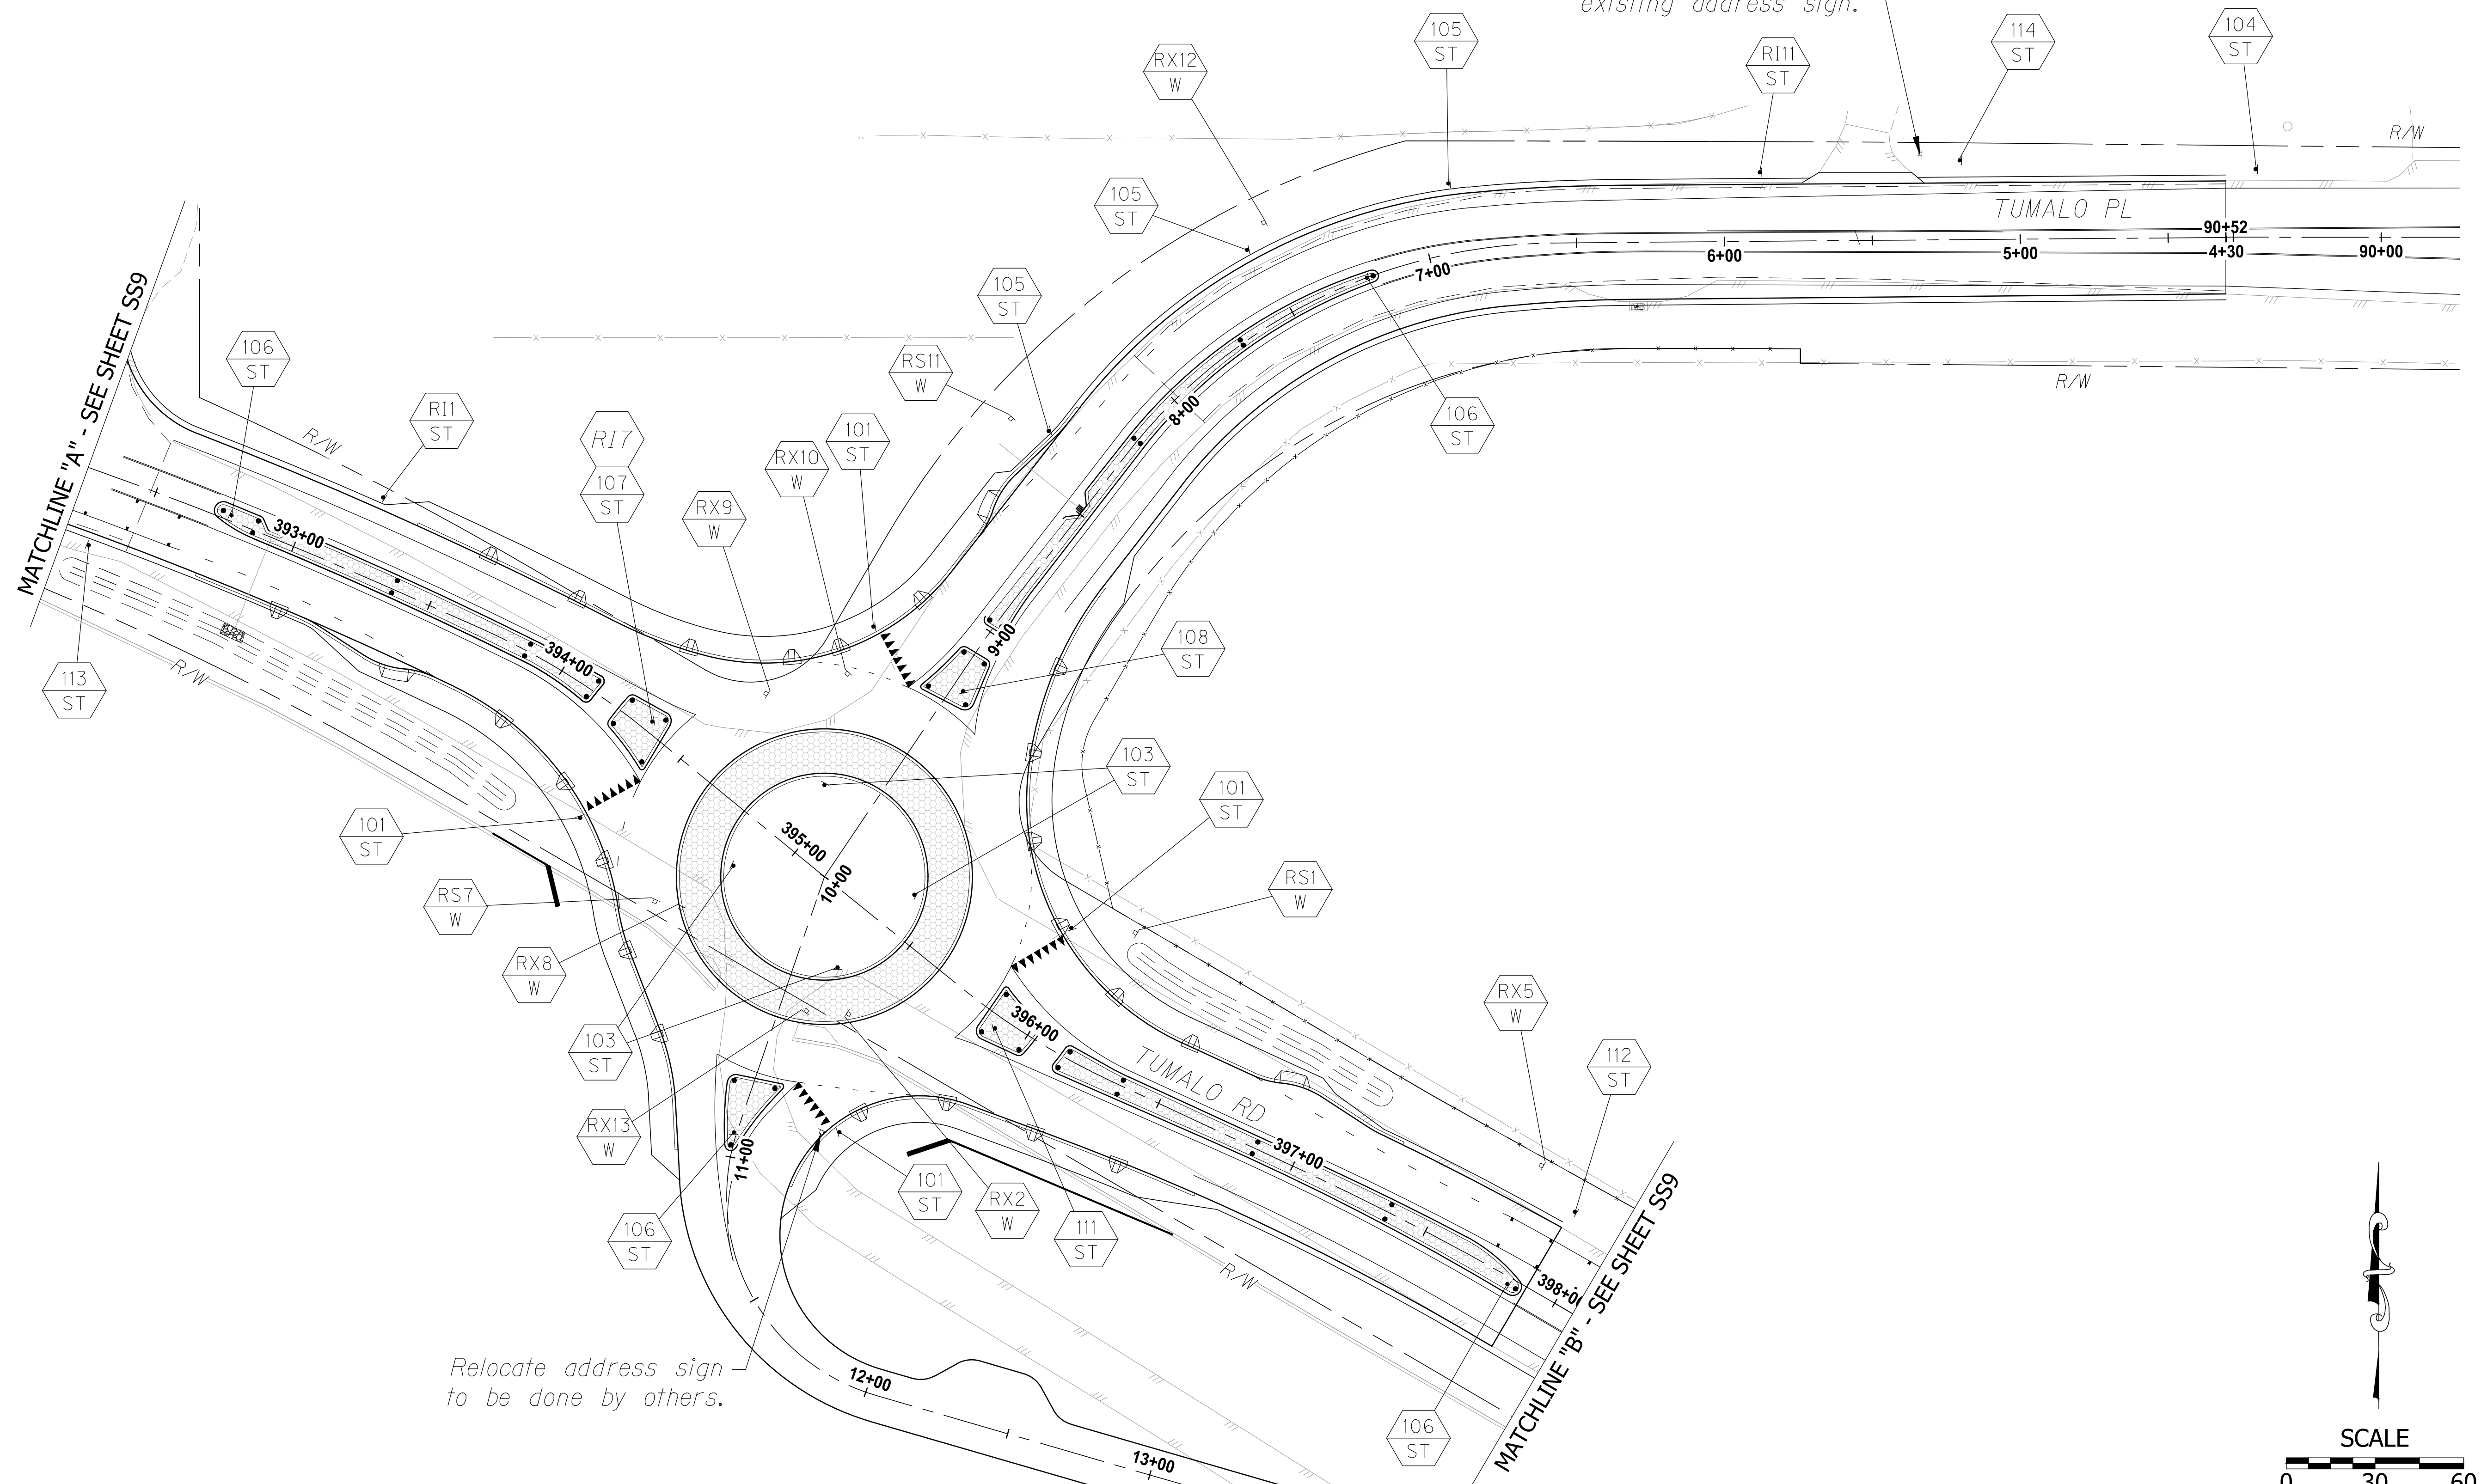 existing address sign.
105
ST
RX12
W
RI11
ST
114
ST
104
ST
R/W
105
ST
TUMALO PL
90+52
6+00
5+00
4+30
90+00
7+00
105
ST
RS11
W
106
ST
RI1
ST
R/W
R/W
8+00
106
ST
MATCHLINE "A" - SEE SHEET SS9
RI7
107
ST
RX10
W
101
ST
RX9
W
393+00
394+00
9+00
108
ST
113
ST
R/W
103
ST
101
ST
101
ST
395+00
10+00
RS7
W
RS1
W
RX8
W
RX5
W
103
ST
396+00
112
ST
TUMALO RD
RX13
W
397+00
11+00
101
ST
RX2
W
111
ST
106
ST
R/W
398+0
MATCHLINE "B" - SEE SHEET SS9
Relocate address sign
to be done by others.
12+00
13+00
106
ST
SCALE
0 30 60